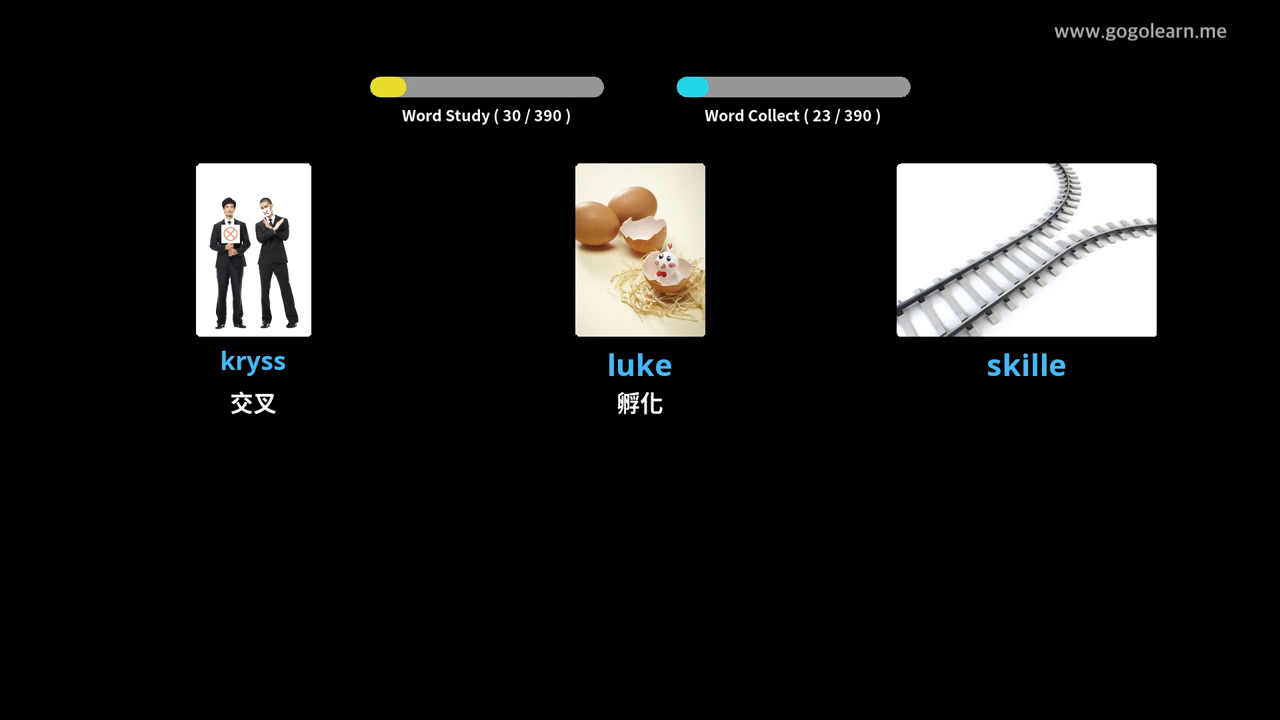 www.gogolearn.me
Word Study ( 30 / 390 )
Word Collect ( 23 / 390 )
kryss
交叉
luke
孵化
skille